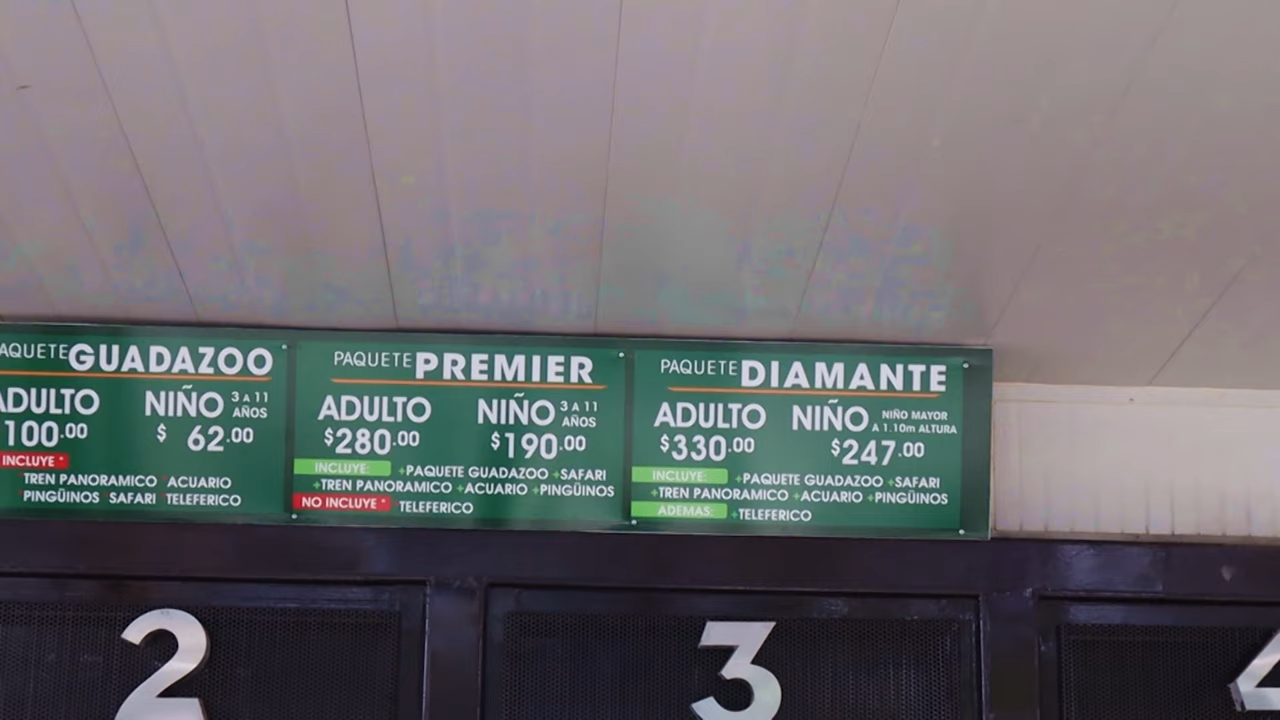 AQUETE GUADAZOO
ADULTO NIÑO 3 A 11 AÑOS
100.00 $ 62.00
INCLUYE *
TREN PANORAMICO *ACUARIO
*PINGÜINOS *SAFARI *TELEFERICO
PAQUETE PREMIER
ADULTO NIÑO 3 A 11 AÑOS
$280.00 $190.00
INCLUYE: +PAQUETE GUADAZOO +SAFARI
+TREN PANORAMICO +ACUARIO +PINGÜINOS
NO INCLUYE * TELEFERICO
PAQUETE DIAMANTE
ADULTO NIÑO NIÑO MAYOR A 1.10m ALTURA
$330.00 $247.00
INCLUYE: +PAQUETE GUADAZOO +SAFARI
+TREN PANORAMICO +ACUARIO +PINGÜINOS
ADEMAS: +TELEFERICO
2
3
4